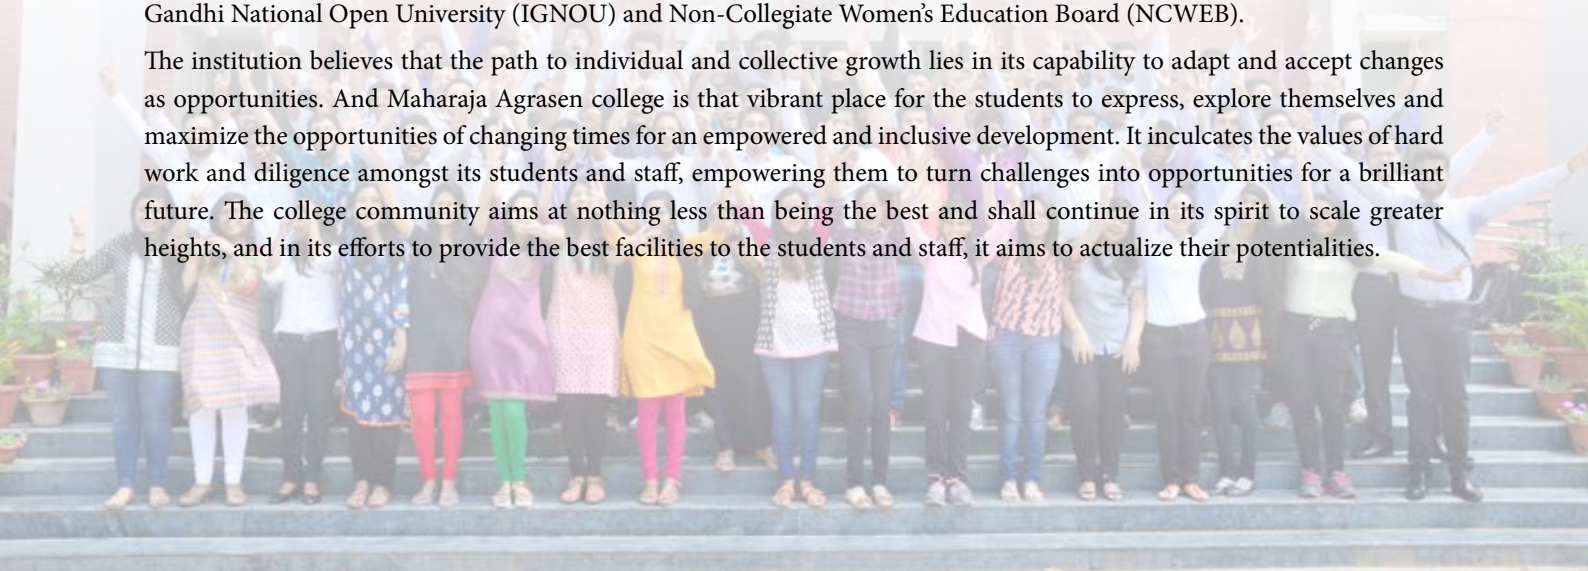 Gandhi National Open University (IGNOU) and Non-Collegiate Women's Education Board (NCWEB).
The institution believes that the path to individual and collective growth lies in its capability to adapt and accept changes
as opportunities. And Maharaja Agrasen college is that vibrant place for the students to express, explore themselves and
maximize the opportunities of changing times for an empowered and inclusive development. It inculcates the values of hard
work and diligence amongst its students and staff, empowering them to turn challenges into opportunities for a brilliant
future. The college community aims at nothing less than being the best and shall continue in its spirit to scale greater
heights, and in its efforts to provide the best facilities to the students and staff, it aims to actualize their potentialities.